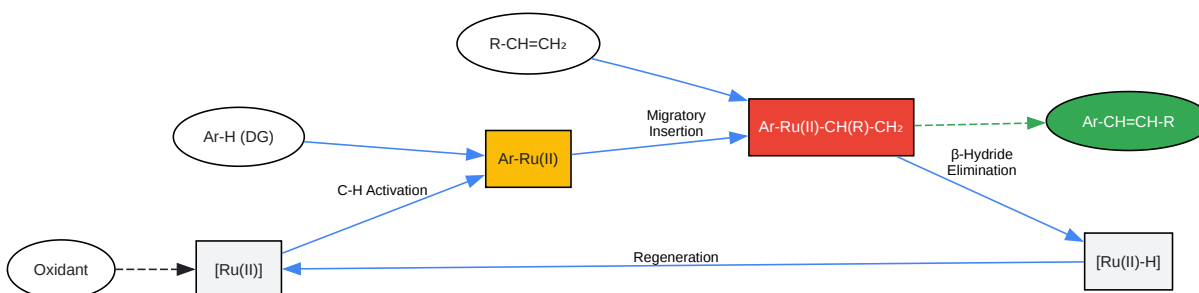 R-CH=CH₂
Ar-H (DG)
Migratory
Insertion
Ar-Ru(II)-CH(R)-CH₂
Ar-CH=CH-R
Ar-Ru(II)
β-Hydride
Elimination
C-H Activation
Oxidant
[Ru(II)]
Regeneration
[Ru(II)-H]